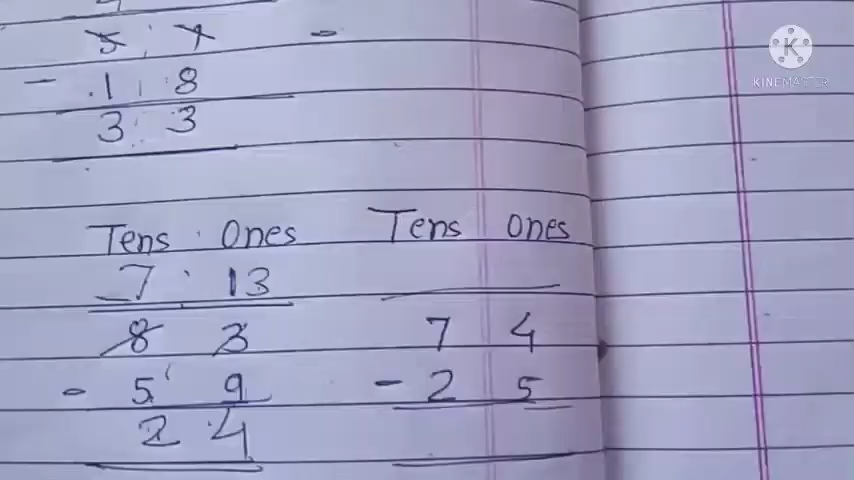 5 1
- 1 8
3 3
Tens Ones
7 13
8 3
- 5 9
2 4
Tens Ones
7 4
- 2 5
KINEMASTER